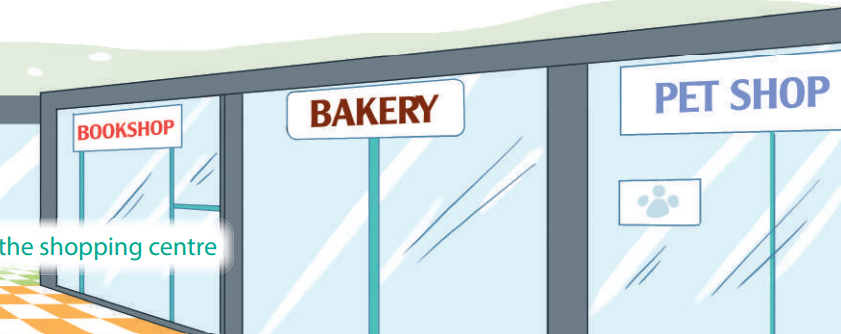 BOOKSHOP
BAKERY
PET SHOP
the shopping centre